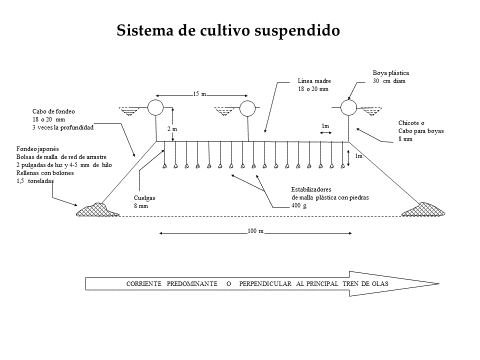 Sistema de cultivo suspendido
Boya plástica
30 cm diam
Linea madre
18 o 20 mm
15 m
Cabo de fondeo
18 o 20 mm
3 veces la profundidad
2 m
1m
Chicote o
Cabo para boyas
8 mm
Fondeo japonés
Bolsas de malla de red de arrastre
2 pulgadas de luz y 4-5 mm de hilo
Rellenas con bolones
1,5 toneladas
1m
Cuelgas
8 mm
Estabilizadores
de malla plástica con piedras
400 g
100 m
CORRIENTE PREDOMINANTE O PERPENDICULAR AL PRINCIPAL TREN DE OLAS